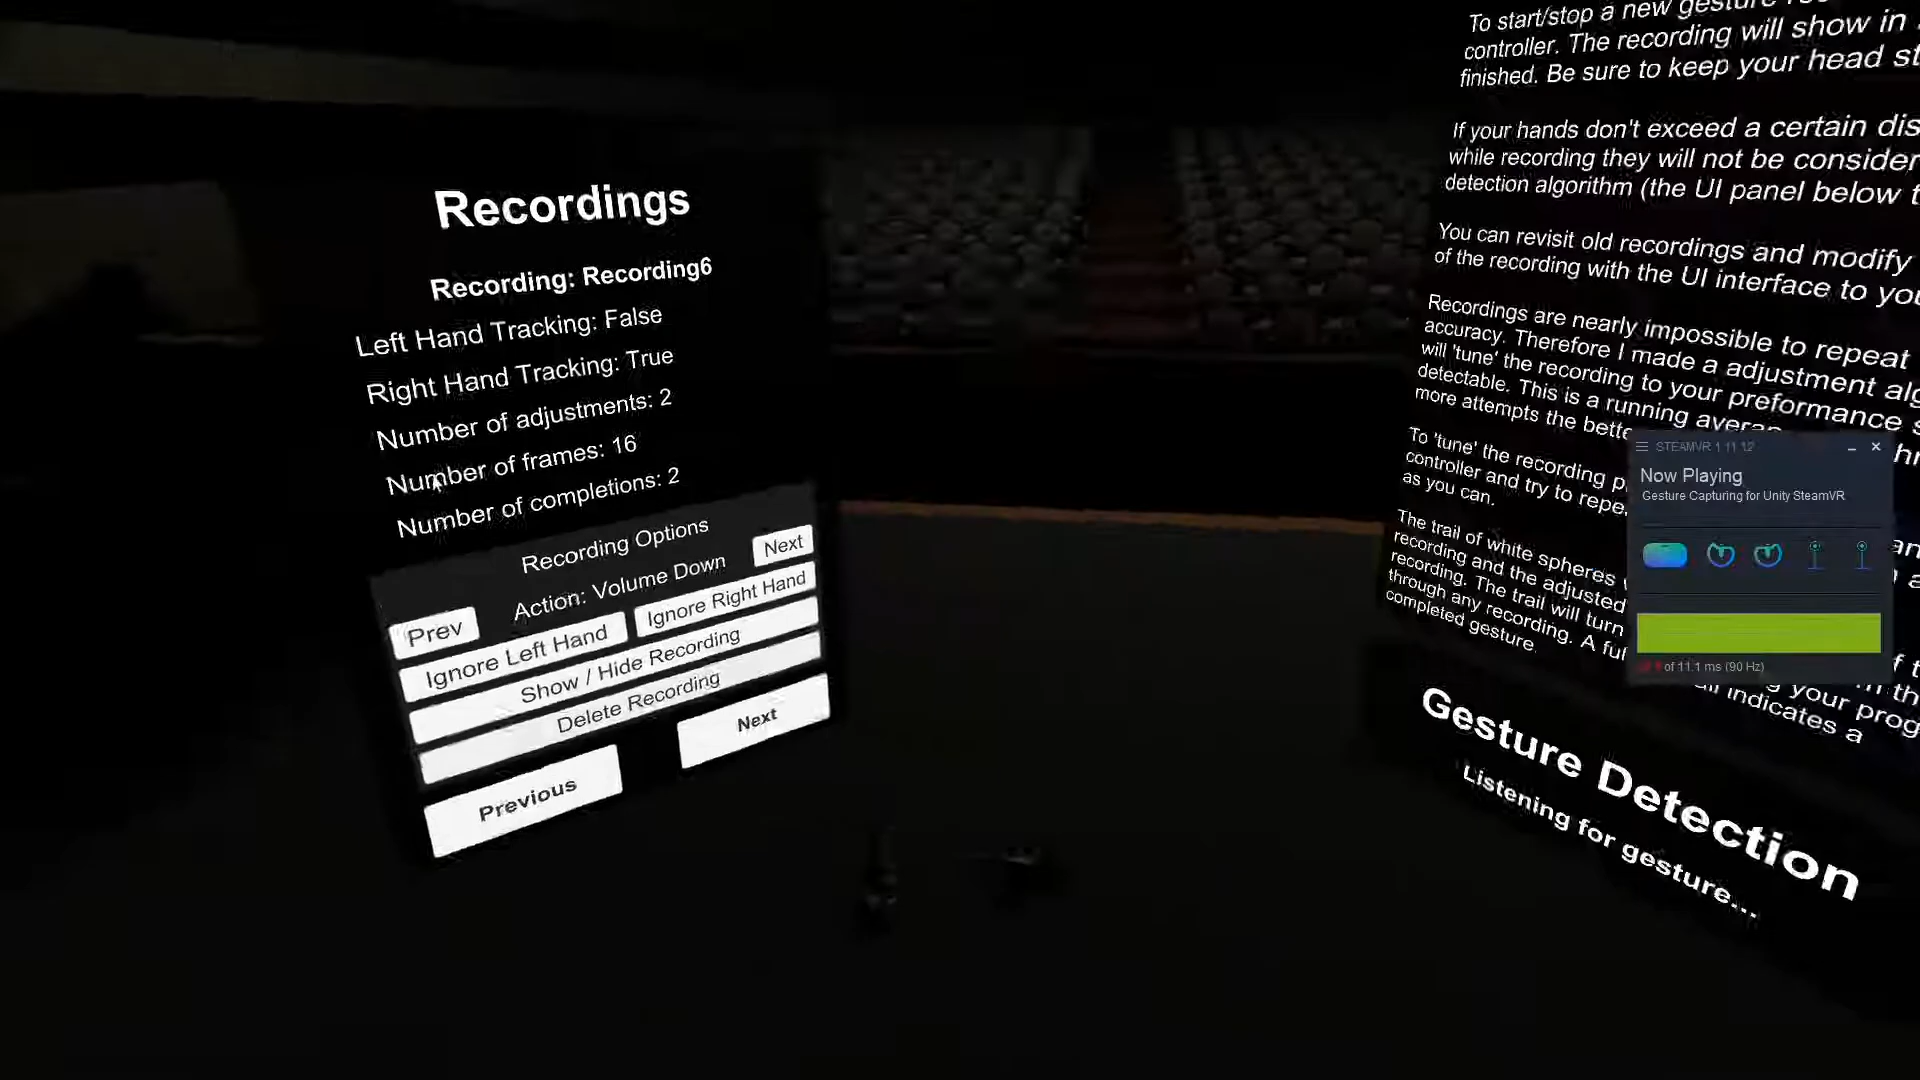 Recordings
Recording: Recording6
Left Hand Tracking: False
Right Hand Tracking: True
Number of adjustments: 2
Number of frames: 16
Number of completions: 2
Recording Options
Action: Volume Down
Next
Prev
Ignore Left Hand
Ignore Right Hand
Show / Hide Recording
Delete Recording
Previous
Next
To start/stop a new gesture
controller. The recording will show in
finished. Be sure to keep your head
If your hands don't exceed a certain
while recording they will not be
detection algorithm (the UI panel below
You can revisit old recordings and modify
of the recording with the UI interface to
Recordings are nearly impossible to repeat
accuracy. Therefore I made a adjustment
will 'tune' the recording to your preformance
detectable. This is a running
more attempts the
To 'tune' the recording
controller and try to
as you can.
The trail of white spheres
recording and the adjusted
recording. The trail will turn
through any recording. A
your
completed gesture.
indicates a
STEAMVR 1.11.12
Now Playing
Gesture Capturing for Unity SteamVR
of 11.1 ms (90 Hz)
Gesture Detection
Listening for gesture...